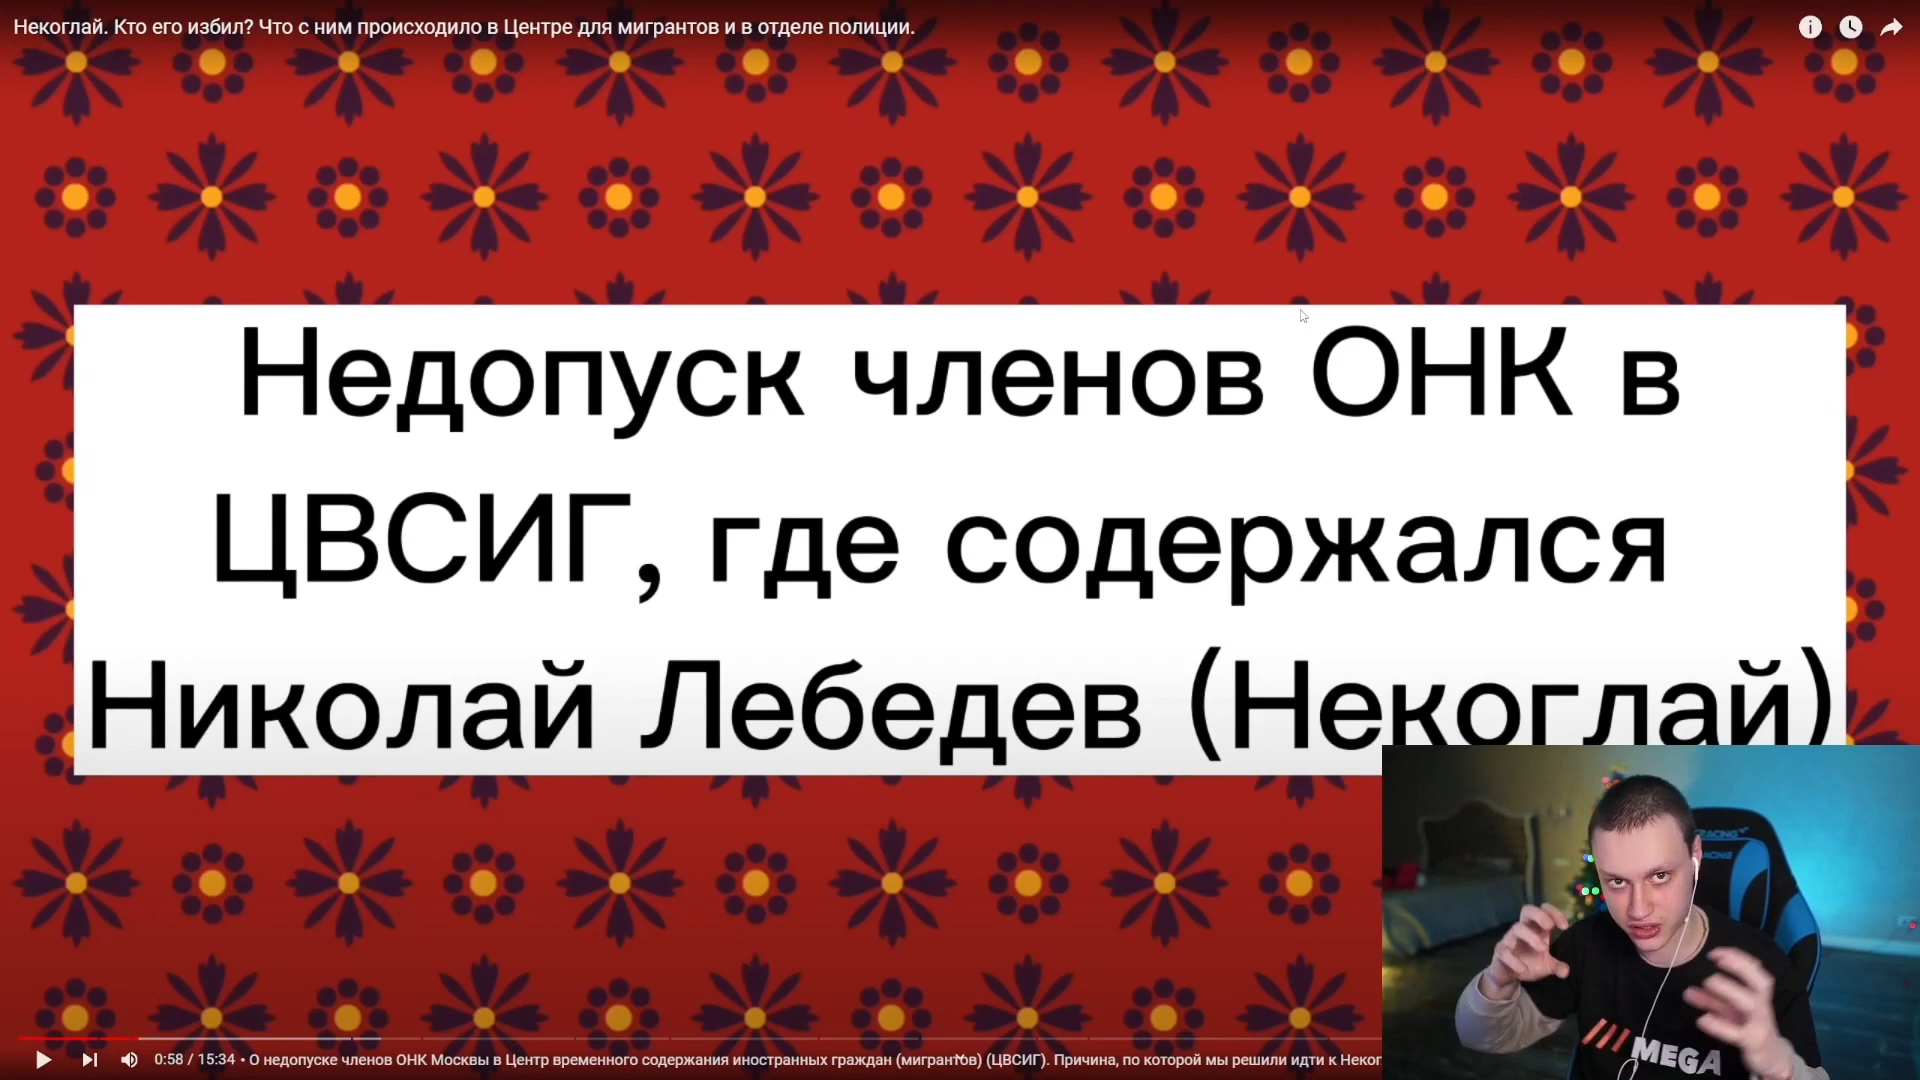 Некоглай. Кто его избил? Что с ним происходило в Центре для мигрантов и в отделе полиции.
Недопуск членов ОНК в
ЦВСИГ, где содержался
Николай Лебедев (Некоглай)
RACING
RACING
MEGA
0:58 / 15:34 • О недопуске членов ОНК Москвы в Центр временного содержания иностранных граждан (мигрантов) (ЦВСИГ). Причина, по которой мы решили идти к Неког